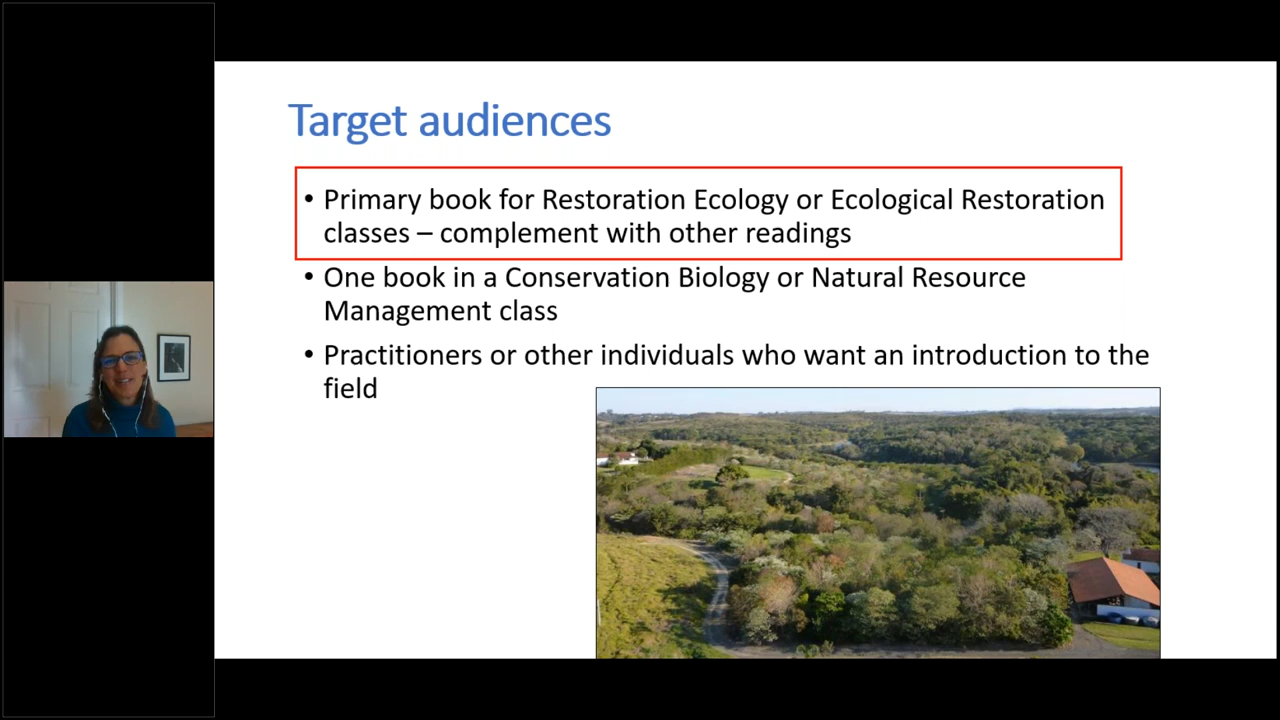 Target audiences
• Primary book for Restoration Ecology or Ecological Restoration
classes – complement with other readings
• One book in a Conservation Biology or Natural Resource
Management class
• Practitioners or other individuals who want an introduction to the
field